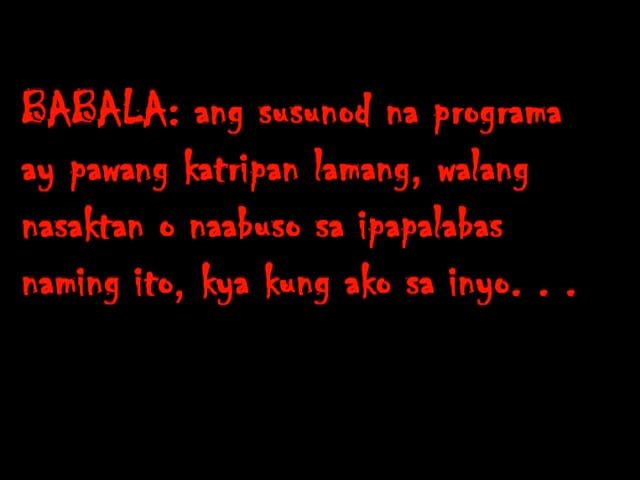 BABALA: ang susunod na programa
ay pawang katripan lamang, walang
nasaktan o naabuso sa ipapalabas
naming ito, kya kung ako sa inyo. . .